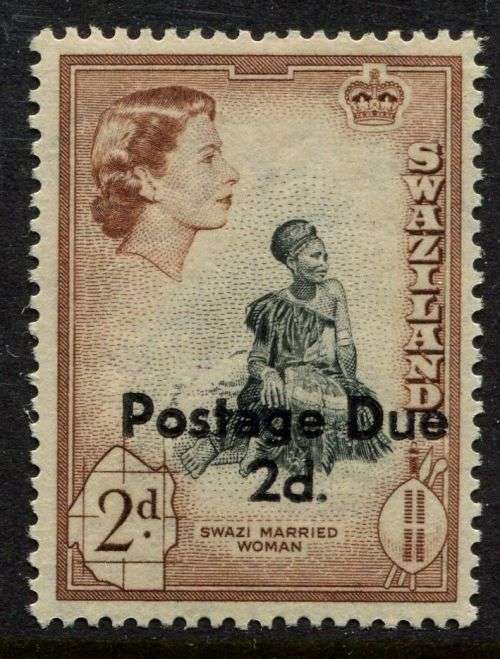 SWAZILAND
Postage Due
2d.
2d.
SWAZI MARRIED
WOMAN